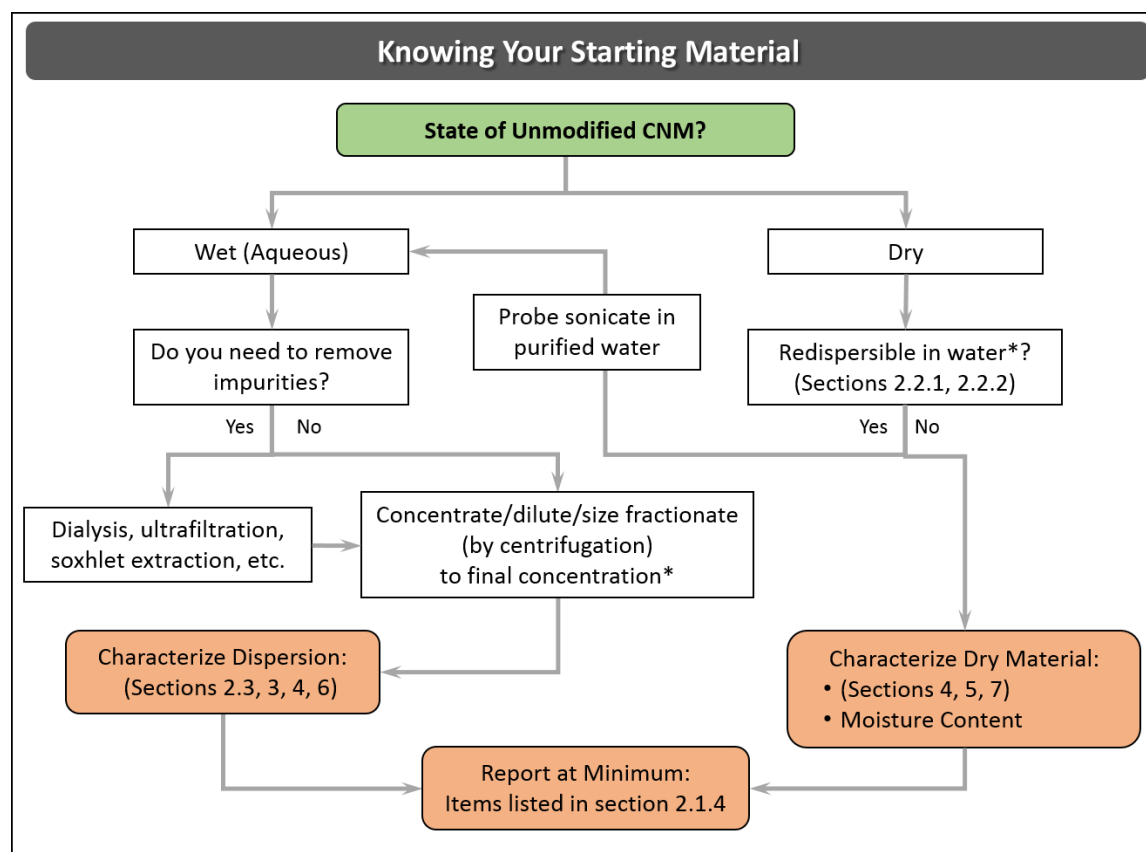 Knowing Your Starting Material
State of Unmodified CNM?
Wet (Aqueous)
Dry
Probe sonicate in
purified water
Do you need to remove
impurities?
Redispersible in water*?
(Sections 2.2.1, 2.2.2)
Yes
No
Yes
No
Dialysis, ultrafiltration,
soxhlet extraction, etc.
Concentrate/dilute/size fractionate
(by centrifugation)
to final concentration*
Characterize Dispersion:
(Sections 2.3, 3, 4, 6)
Characterize Dry Material:
• (Sections 4, 5, 7)
• Moisture Content
Report at Minimum:
Items listed in section 2.1.4